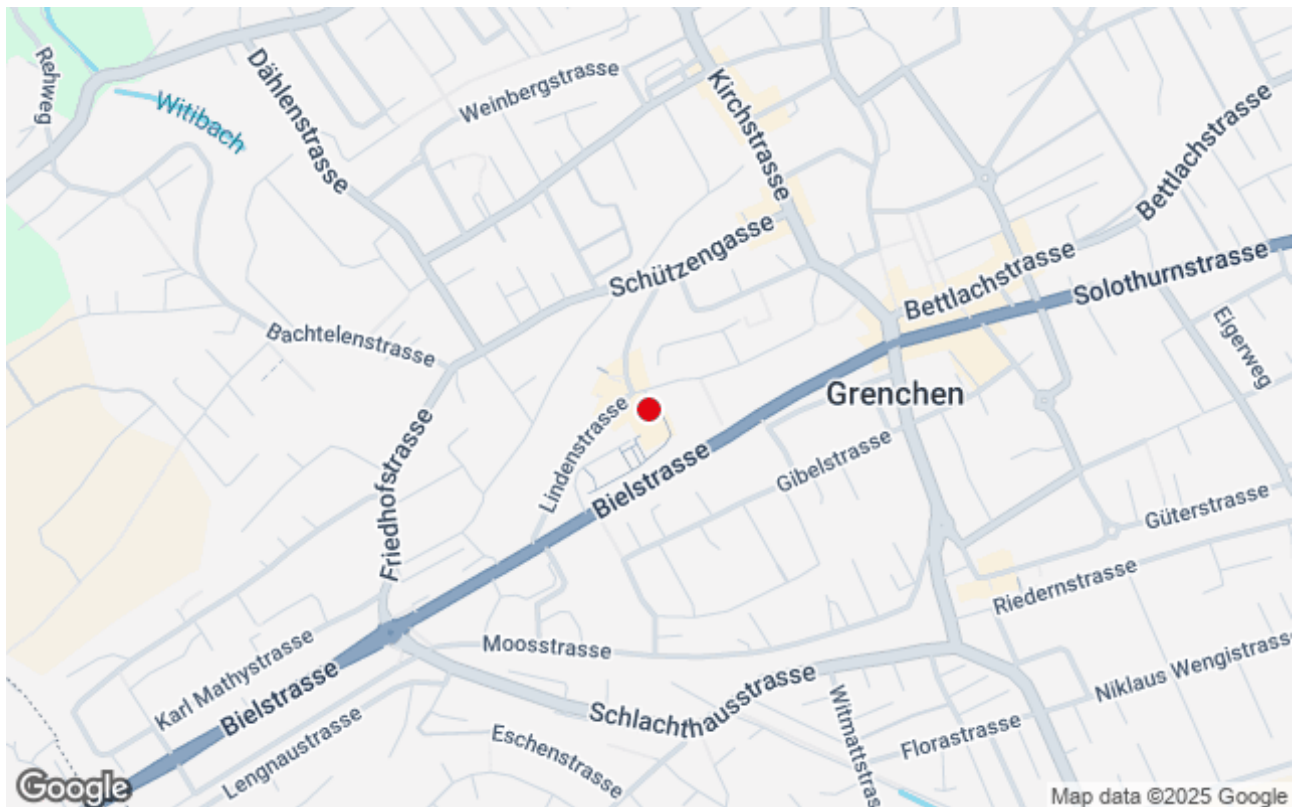 Rehweg
Witibach
Dählenstrasse
Weinbergstrasse
Kirchstrasse
Bettlachstrasse
Schützengasse
Bettlachstrasse
Solothurnstrasse
Bachtelenstrasse
Eigerweg
Grenchen
Lindenstrasse
Friedhofstrasse
Bielstrasse
Gibelstrasse
Güterstrasse
Riedernstrasse
Moosstrasse
Karl Mathystrasse
Bielstrasse
Niklaus Wengistrasse
Schlachthausstrasse
Witmattstras
Lengnaustrasse
Eschenstrasse
Florastrasse
Google
Map data ©2025 Google